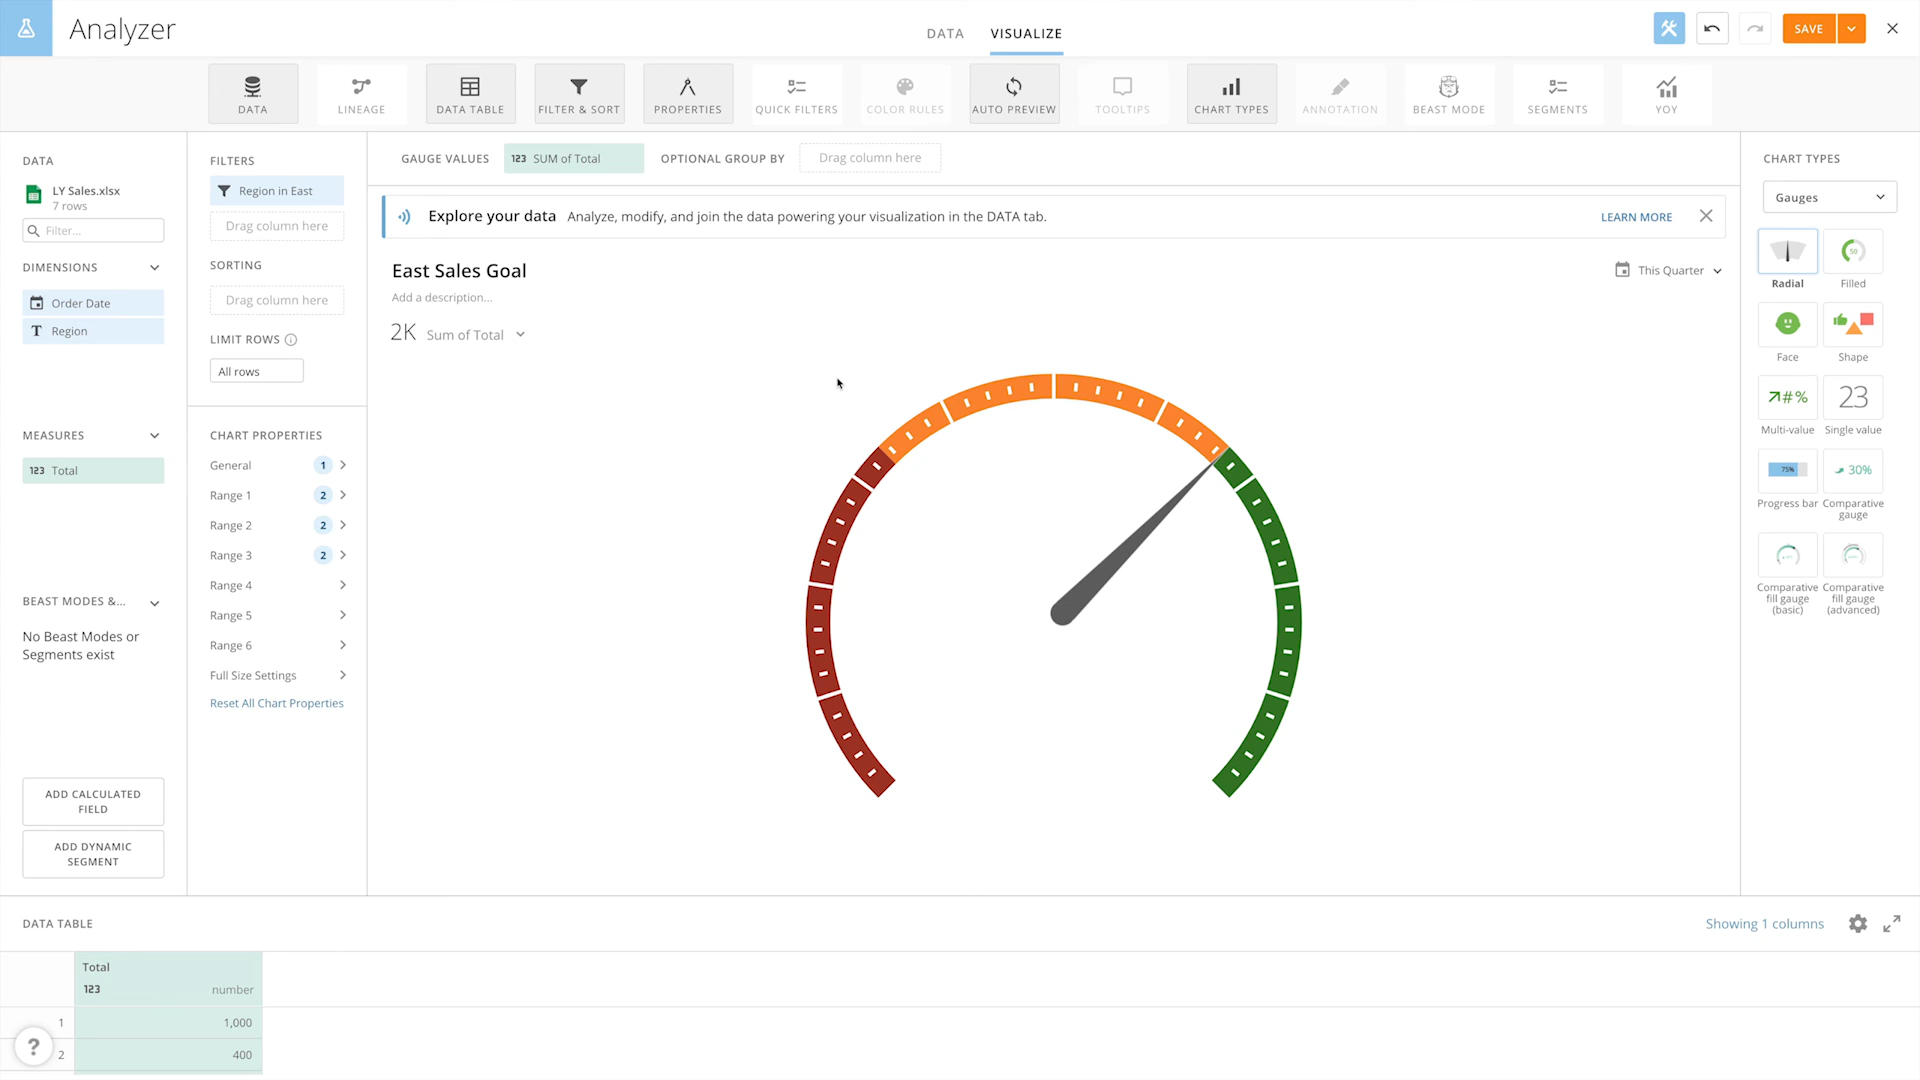 Analyzer
DATA
VISUALIZE
SAVE
DATA
LINEAGE
DATA TABLE
FILTER & SORT
PROPERTIES
QUICK FILTERS
COLOR RULES
AUTO PREVIEW
TOOLTIPS
CHART TYPES
ANNOTATION
BEAST MODE
SEGMENTS
YOY
DATA
LY Sales.xlsx
7 rows
Filter...
DIMENSIONS
Order Date
T Region
MEASURES
123 Total
BEAST MODES &...
No Beast Modes or
Segments exist
ADD CALCULATED
FIELD
ADD DYNAMIC
SEGMENT
FILTERS
Region in East
Drag column here
SORTING
Drag column here
LIMIT ROWS
All rows
CHART PROPERTIES
General 1
Range 1 2
Range 2 2
Range 3 2
Range 4
Range 5
Range 6
Full Size Settings
Reset All Chart Properties
GAUGE VALUES
123 SUM of Total
OPTIONAL GROUP BY
Drag column here
Explore your data Analyze, modify, and join the data powering your visualization in the DATA tab.
LEARN MORE
East Sales Goal
This Quarter
Add a description...
2K Sum of Total
CHART TYPES
Gauges
Radial
50
Filled
Face
Shape
#%
Multi-value
23
Single value
75%
Progress bar
30%
Comparative
gauge
Comparative
fill gauge
(basic)
Comparative
fill gauge
(advanced)
DATA TABLE
Showing 1 columns
Total
123 number
1 1,000
2 400
?